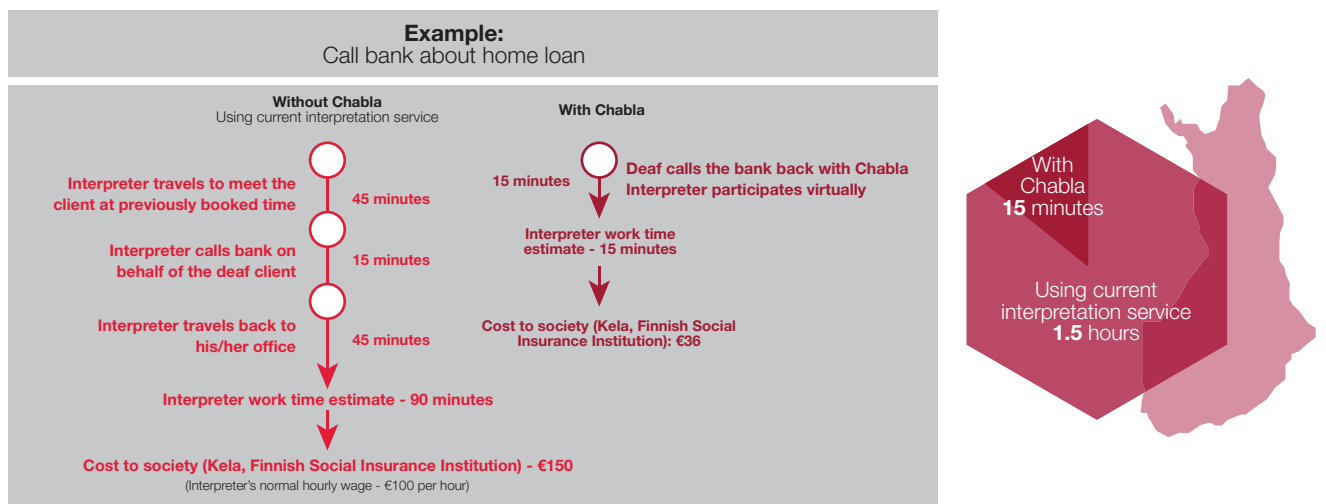 Example:
Call bank about home loan
Without Chabla
Using current interpretation service
Interpreter travels to meet the
client at previously booked time
45 minutes
Interpreter calls bank on
behalf of the deaf client
15 minutes
Interpreter travels back to
his/her office
45 minutes
Interpreter work time estimate - 90 minutes
Cost to society (Kela, Finnish Social Insurance Institution) - €150
(Interpreter's normal hourly wage - €100 per hour)
With Chabla
15 minutes
Deaf calls the bank back with Chabla
Interpreter participates virtually
Interpreter work time
estimate - 15 minutes
Cost to society (Kela, Finnish Social
Insurance Institution): €36
With
Chabla
15 minutes
Using current
interpretation service
1.5 hours